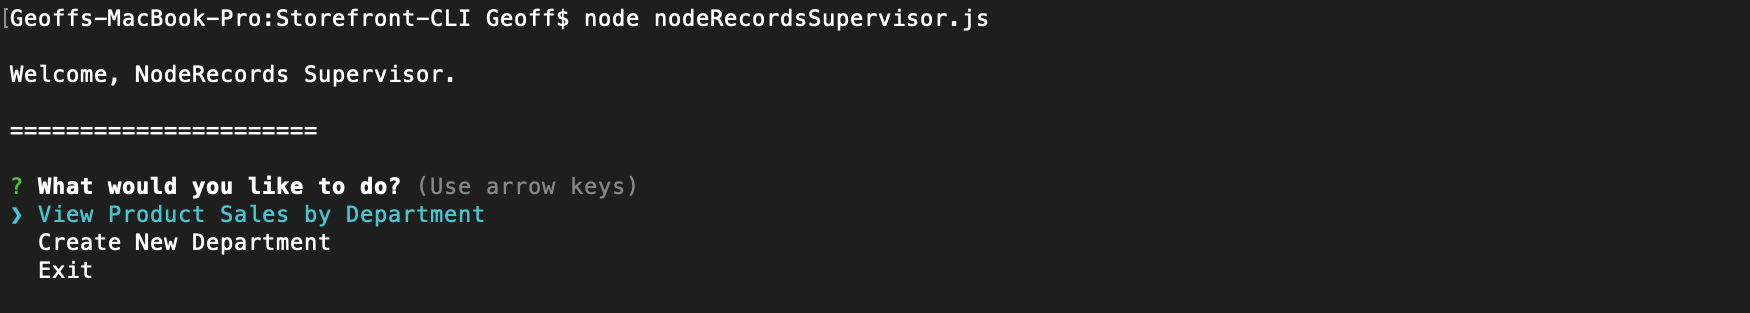 [Geoffs-MacBook-Pro:Storefront-CLI Geoff$ node nodeRecordsSupervisor.js
Welcome, NodeRecords Supervisor.
======================
? What would you like to do? (Use arrow keys)
❯ View Product Sales by Department
Create New Department
Exit